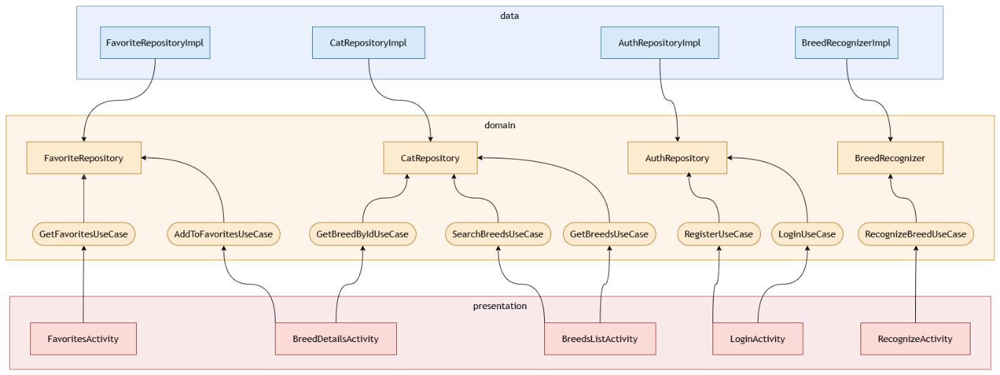 data
FavoriteRepositoryImpl
CatRepositoryImpl
AuthRepositoryImpl
BreedRecognizerImpl
domain
FavoriteRepository
CatRepository
AuthRepository
BreedRecognizer
GetFavoritesUseCase
AddToFavoritesUseCase
GetBreedByIdUseCase
SearchBreedsUseCase
GetBreedsUseCase
RegisterUseCase
LoginUseCase
RecognizeBreedUseCase
presentation
FavoritesActivity
BreedDetailsActivity
BreedsListActivity
LoginActivity
RecognizeActivity